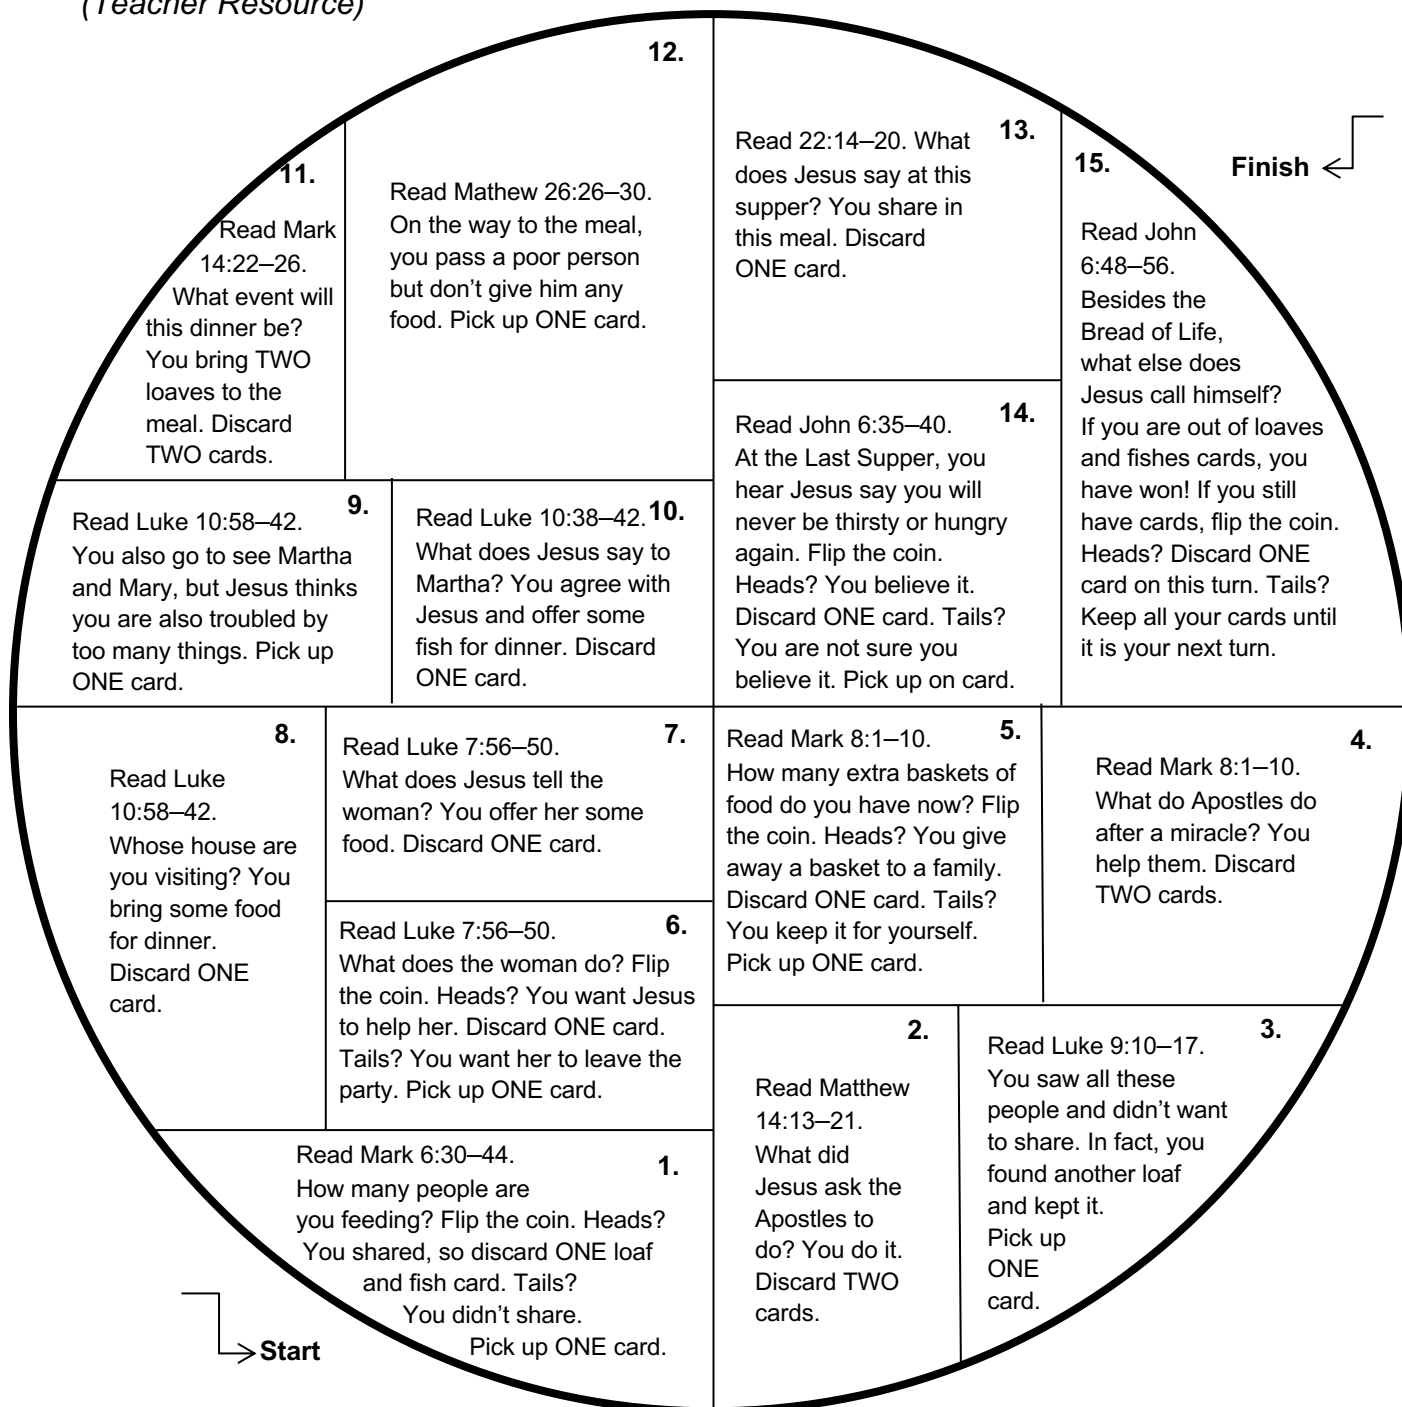 (Teacher Resource)
12.
Read Mathew 26:26–30.
On the way to the meal,
you pass a poor person
but don't give him any
food. Pick up ONE card.
13.
Read 22:14–20. What
does Jesus say at this
supper? You share in
this meal. Discard
ONE card.
15.
Read John
6:48–56.
Besides the
Bread of Life,
what else does
Jesus call himself?
If you are out of loaves
and fishes cards, you
have won! If you still
have cards, flip the coin.
Heads? Discard ONE
card on this turn. Tails?
Keep all your cards until
it is your next turn.
Finish
11.
Read Mark
14:22–26.
What event will
this dinner be?
You bring TWO
loaves to the
meal. Discard
TWO cards.
14.
Read John 6:35–40.
At the Last Supper, you
hear Jesus say you will
never be thirsty or hungry
again. Flip the coin.
Heads? You believe it.
Discard ONE card. Tails?
You are not sure you
believe it. Pick up on card.
9.
Read Luke 10:58–42.
You also go to see Martha
and Mary, but Jesus thinks
you are also troubled by
too many things. Pick up
ONE card.
10.
Read Luke 10:38–42.
What does Jesus say to
Martha? You agree with
Jesus and offer some
fish for dinner. Discard
ONE card.
8.
Read Luke
10:58–42.
Whose house are
you visiting? You
bring some food
for dinner.
Discard ONE
card.
7.
Read Luke 7:56–50.
What does Jesus tell the
woman? You offer her some
food. Discard ONE card.
5.
Read Mark 8:1–10.
How many extra baskets of
food do you have now? Flip
the coin. Heads? You give
away a basket to a family.
Discard ONE card. Tails?
You keep it for yourself.
Pick up ONE card.
4.
Read Mark 8:1–10.
What do Apostles do
after a miracle? You
help them. Discard
TWO cards.
6.
Read Luke 7:56–50.
What does the woman do? Flip
the coin. Heads? You want Jesus
to help her. Discard ONE card.
Tails? You want her to leave the
party. Pick up ONE card.
2.
Read Matthew
14:13–21.
What did
Jesus ask the
Apostles to
do? You do it.
Discard TWO
cards.
3.
Read Luke 9:10–17.
You saw all these
people and didn't want
to share. In fact, you
found another loaf
and kept it.
Pick up
ONE
card.
1.
Read Mark 6:30–44.
How many people are
you feeding? Flip the coin. Heads?
You shared, so discard ONE loaf
and fish card. Tails?
You didn't share.
Pick up ONE card.
Start